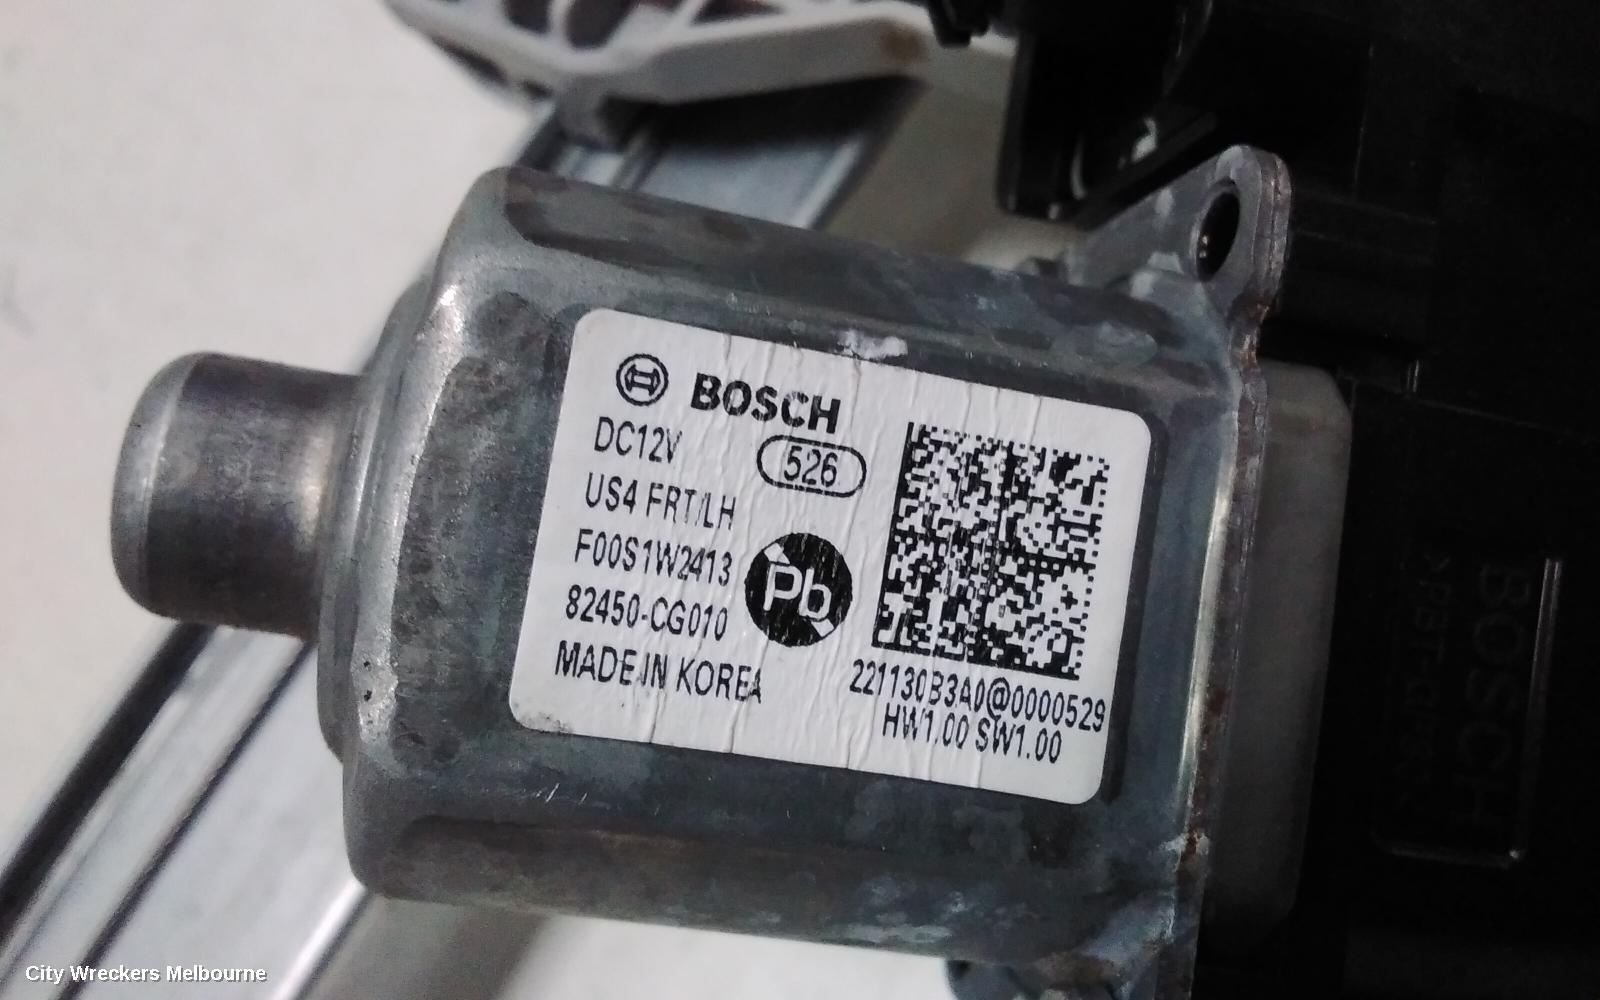 BOSCH
DC12V
526
US4 FRT/LH
F00S1W2413
Pb
82450-CG010
MADE IN KOREA
221130B3A0@0000529
HW1.00 SW1.00
BOSCH
City Wreckers Melbourne